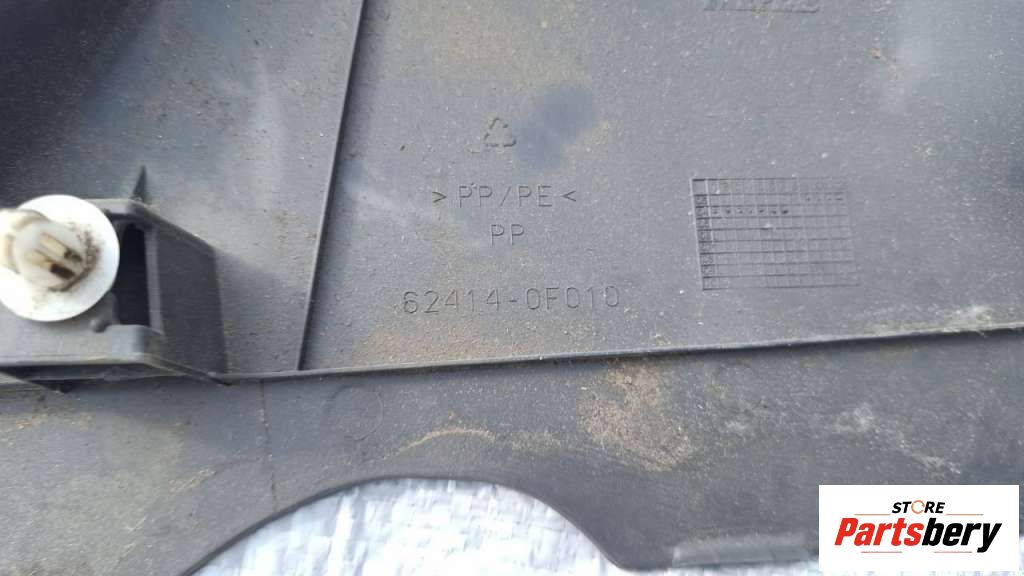 > PP/PE <
PP
62414-0F010
STORE
Partsbery